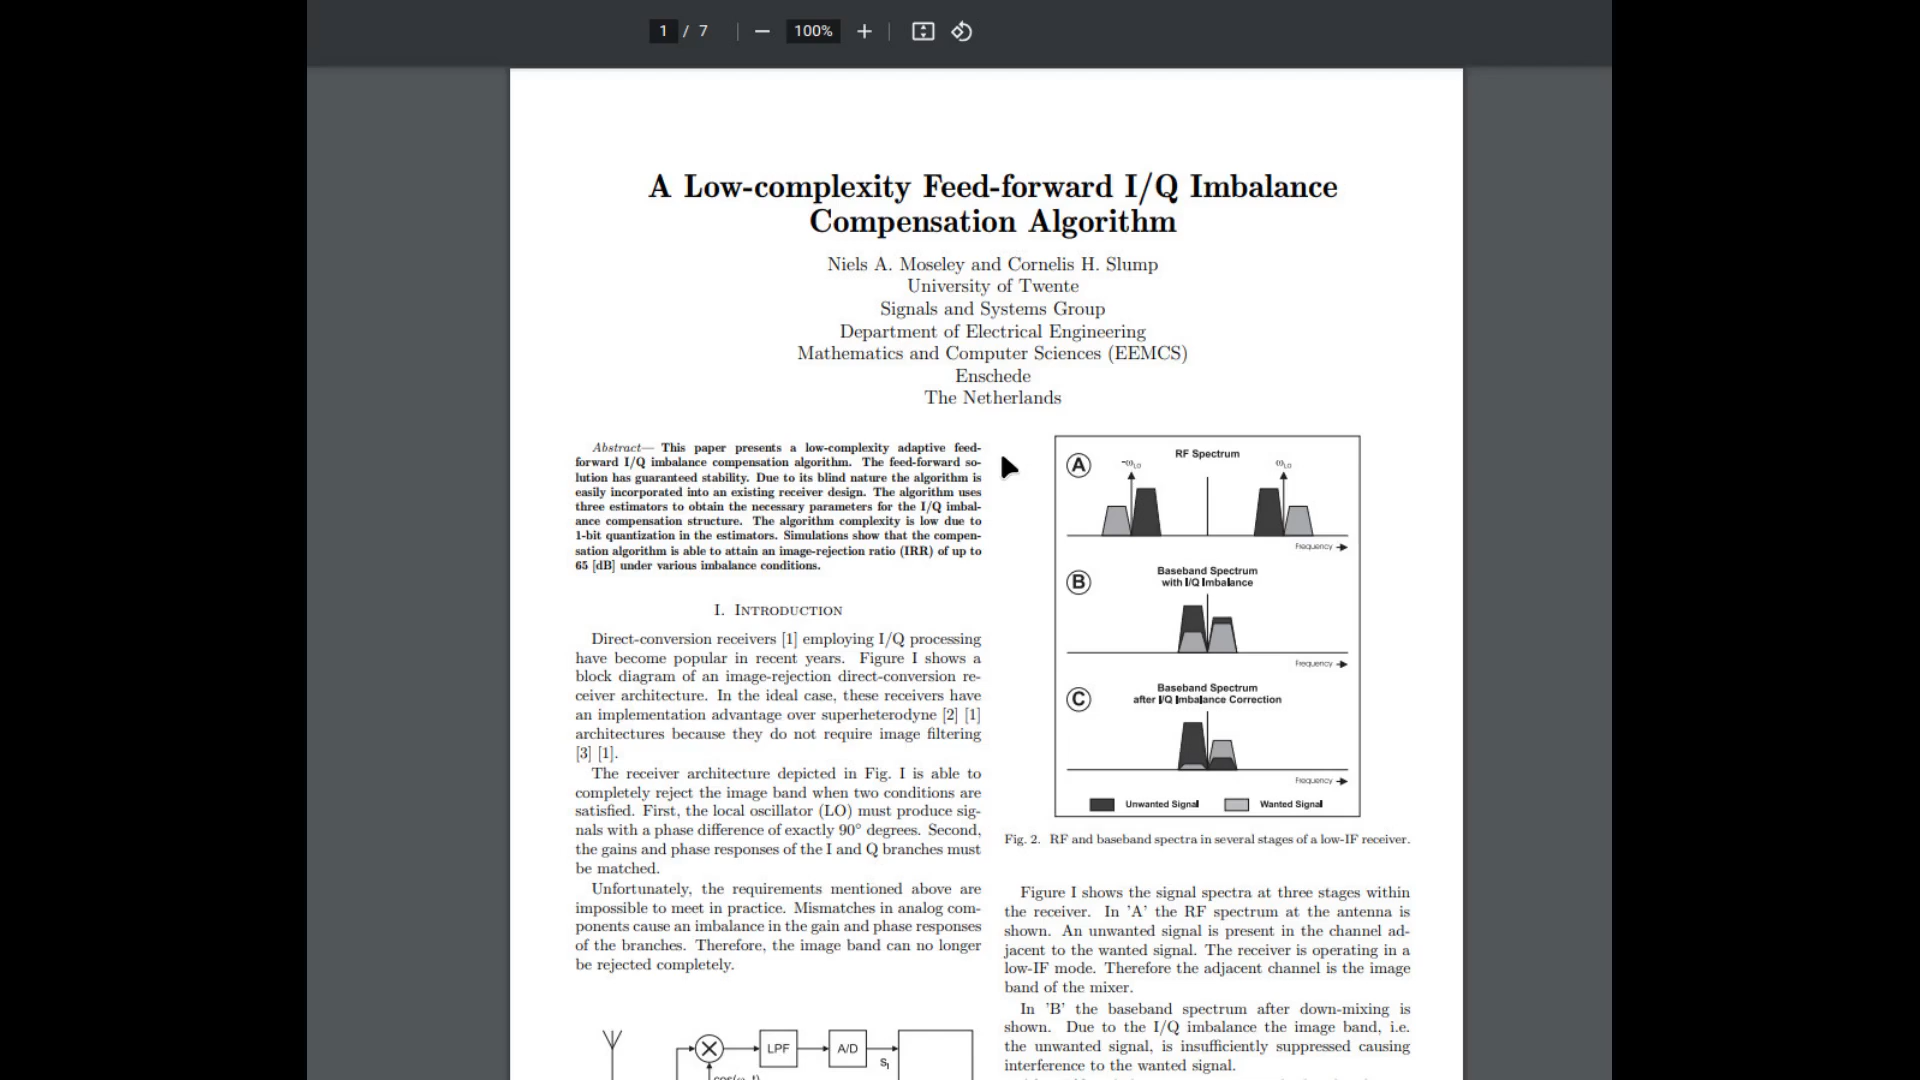 1 / 7
100%
A Low-complexity Feed-forward I/Q Imbalance
Compensation Algorithm
Niels A. Moseley and Cornelis H. Slump
University of Twente
Signals and Systems Group
Department of Electrical Engineering
Mathematics and Computer Sciences (EEMCS)
Enschede
The Netherlands
Abstract— This paper presents a low-complexity adaptive feed-
forward I/Q imbalance compensation algorithm. The feed-forward so-
lution has guaranteed stability. Due to its blind nature the algorithm is
easily incorporated into an existing receiver design. The algorithm uses
three estimators to obtain the necessary parameters for the I/Q imbal-
ance compensation structure. The algorithm complexity is low due to
1-bit quantization in the estimators. Simulations show that the compen-
sation algorithm is able to attain an image-rejection ratio (IRR) of up to
65 [dB] under various imbalance conditions.
I. Introduction
Direct-conversion receivers [1] employing I/Q processing
have become popular in recent years. Figure I shows a
block diagram of an image-rejection direct-conversion re-
ceiver architecture. In the ideal case, these receivers have
an implementation advantage over superheterodyne [2] [1]
architectures because they do not require image filtering
[3] [1].
The receiver architecture depicted in Fig. I is able to
completely reject the image band when two conditions are
satisfied. First, the local oscillator (LO) must produce sig-
nals with a phase difference of exactly 90° degrees. Second,
the gains and phase responses of the I and Q branches must
be matched.
Unfortunately, the requirements mentioned above are
impossible to meet in practice. Mismatches in analog com-
ponents cause an imbalance in the gain and phase responses
of the branches. Therefore, the image band can no longer
be rejected completely.
LPF
A/D
S_I
A
RF Spectrum
-ω_LO
ω_LO
Frequency
B
Baseband Spectrum
with I/Q Imbalance
Frequency
C
Baseband Spectrum
after I/Q Imbalance Correction
Frequency
Unwanted Signal
Wanted Signal
Fig. 2. RF and baseband spectra in several stages of a low-IF receiver.
Figure I shows the signal spectra at three stages within
the receiver. In 'A' the RF spectrum at the antenna is
shown. An unwanted signal is present in the channel ad-
jacent to the wanted signal. The receiver is operating in a
low-IF mode. Therefore the adjacent channel is the image
band of the mixer.
In 'B' the baseband spectrum after down-mixing is
shown. Due to the I/Q imbalance the image band, i.e.
the unwanted signal, is insufficiently suppressed causing
interference to the wanted signal.